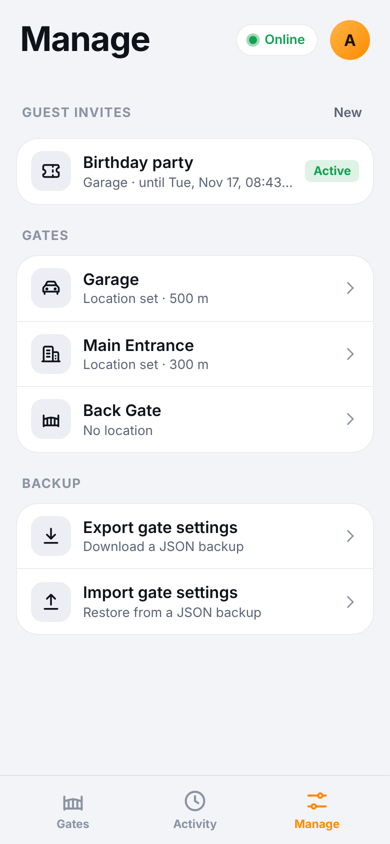 Manage
Online
A
GUEST INVITES
New
Birthday party
Garage · until Tue, Nov 17, 08:43...
Active
GATES
Garage
Location set · 500 m
Main Entrance
Location set · 300 m
Back Gate
No location
BACKUP
Export gate settings
Download a JSON backup
Import gate settings
Restore from a JSON backup
Gates
Activity
Manage